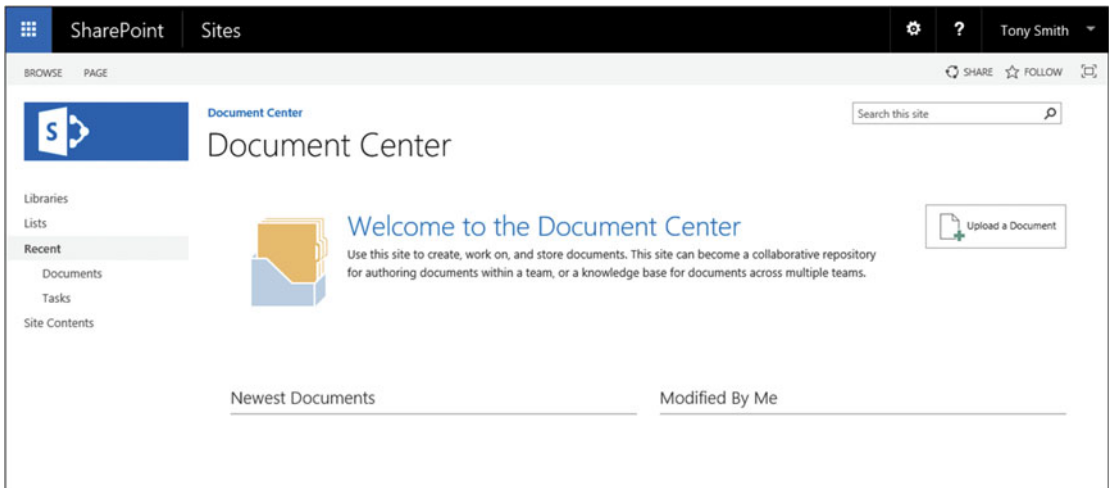 SharePoint Sites ? Tony Smith
BROWSE PAGE SHARE FOLLOW
S
Document Center
Search this site
Document Center
Libraries
Lists
Recent
Documents
Tasks
Site Contents
Welcome to the Document Center
Use this site to create, work on, and store documents. This site can become a collaborative repository
for authoring documents within a team, or a knowledge base for documents across multiple teams.
Upload a Document
Newest Documents
Modified By Me